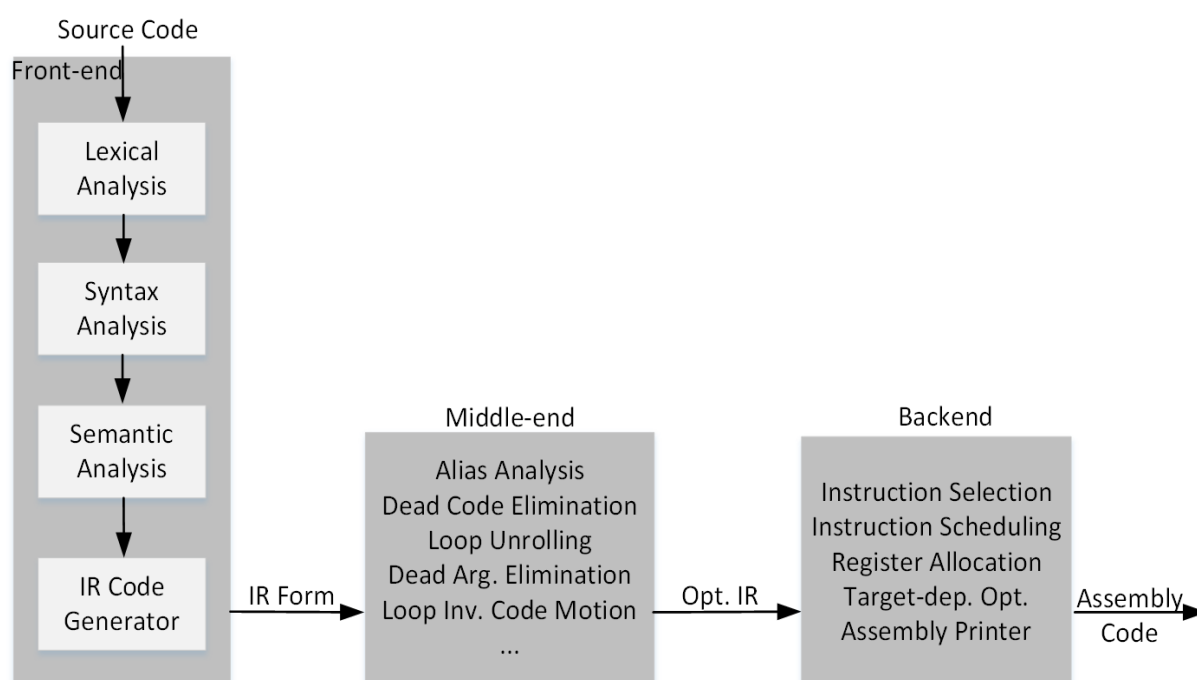 Source Code
Front-end
Lexical
Analysis
Syntax
Analysis
Semantic
Analysis
IR Code
Generator
IR Form
Middle-end
Alias Analysis
Dead Code Elimination
Loop Unrolling
Dead Arg. Elimination
Loop Inv. Code Motion
...
Opt. IR
Backend
Instruction Selection
Instruction Scheduling
Register Allocation
Target-dep. Opt.
Assembly Printer
Assembly
Code